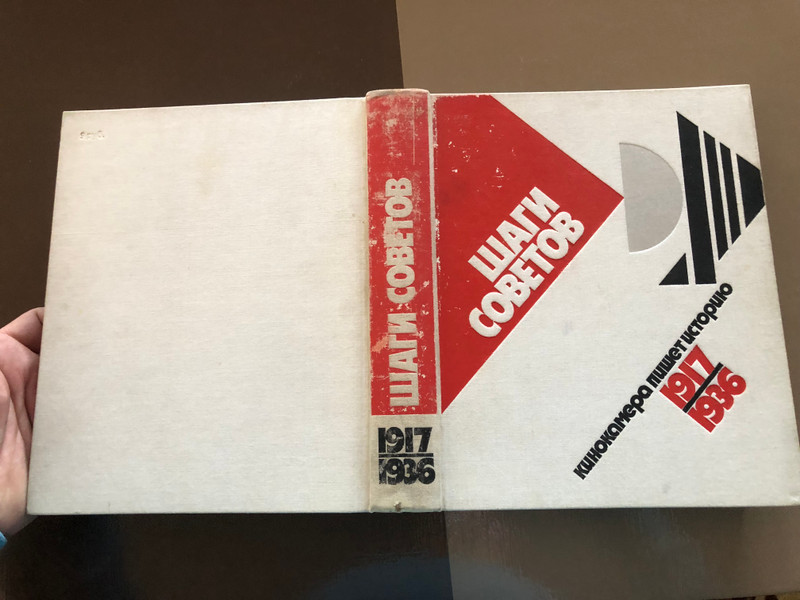 ШАГИ СОВЕТОВ
1917
1936
ШАГИ
СОВЕТОВ
кинокамера пишет историю
1917
1936